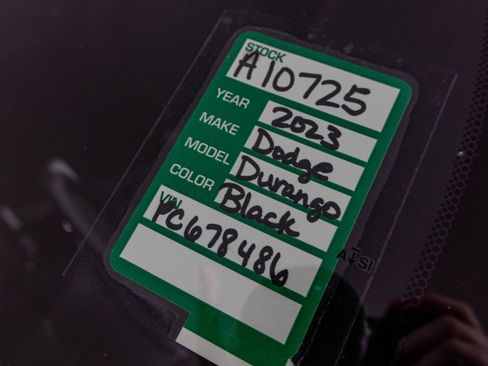 STOCK
A10725
YEAR 2023
MAKE Dodge
MODEL Durango
COLOR Black
VIN
PC678486